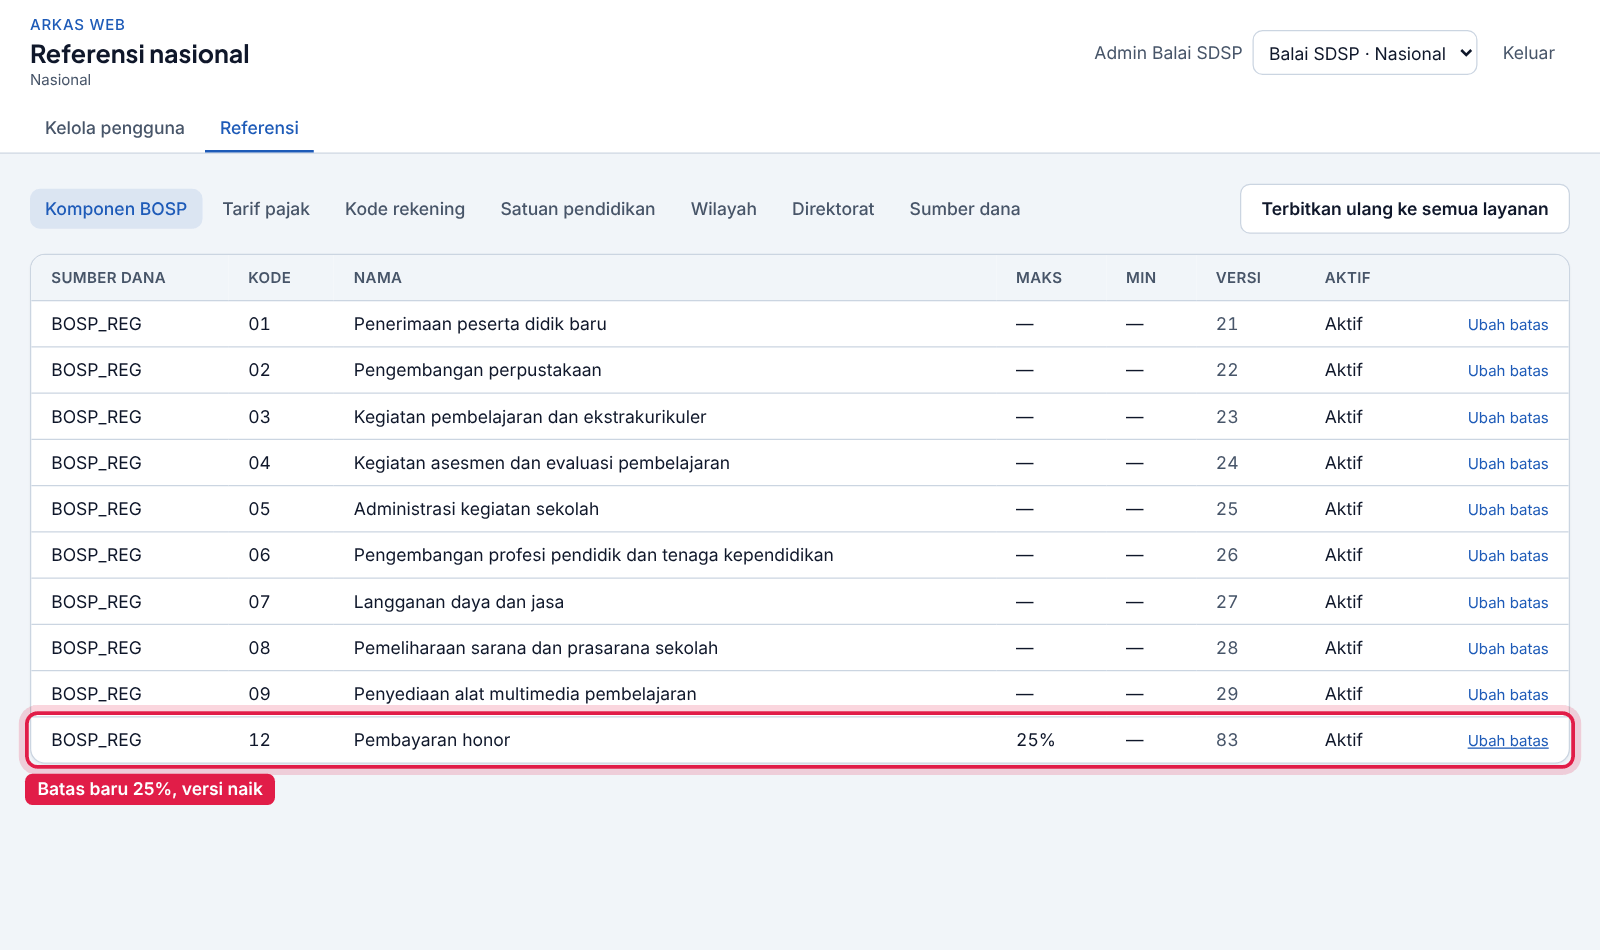 ARKAS WEB
Referensi nasional
Nasional
Admin Balai SDSP
Balai SDSP · Nasional
Keluar
Kelola pengguna
Referensi
Komponen BOSP
Tarif pajak
Kode rekening
Satuan pendidikan
Wilayah
Direktorat
Sumber dana
Terbitkan ulang ke semua layanan
SUMBER DANA KODE NAMA MAKS MIN VERSI AKTIF
BOSP_REG 01 Penerimaan peserta didik baru — — 21 Aktif Ubah batas
BOSP_REG 02 Pengembangan perpustakaan — — 22 Aktif Ubah batas
BOSP_REG 03 Kegiatan pembelajaran dan ekstrakurikuler — — 23 Aktif Ubah batas
BOSP_REG 04 Kegiatan asesmen dan evaluasi pembelajaran — — 24 Aktif Ubah batas
BOSP_REG 05 Administrasi kegiatan sekolah — — 25 Aktif Ubah batas
BOSP_REG 06 Pengembangan profesi pendidik dan tenaga kependidikan — — 26 Aktif Ubah batas
BOSP_REG 07 Langganan daya dan jasa — — 27 Aktif Ubah batas
BOSP_REG 08 Pemeliharaan sarana dan prasarana sekolah — — 28 Aktif Ubah batas
BOSP_REG 09 Penyediaan alat multimedia pembelajaran — — 29 Aktif Ubah batas
BOSP_REG 12 Pembayaran honor 25% — 83 Aktif Ubah batas
Batas baru 25%, versi naik